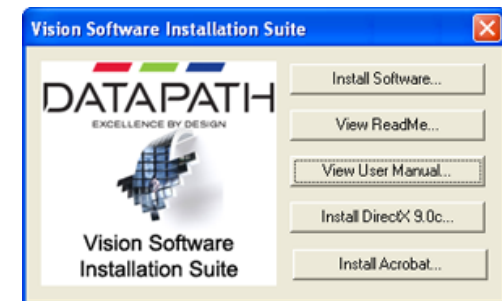 Vision Software Installation Suite
DATAPATH
EXCELLENCE BY DESIGN
Vision Software
Installation Suite
Install Software...
View ReadMe...
View User Manual...
Install DirectX 9.0c...
Install Acrobat...